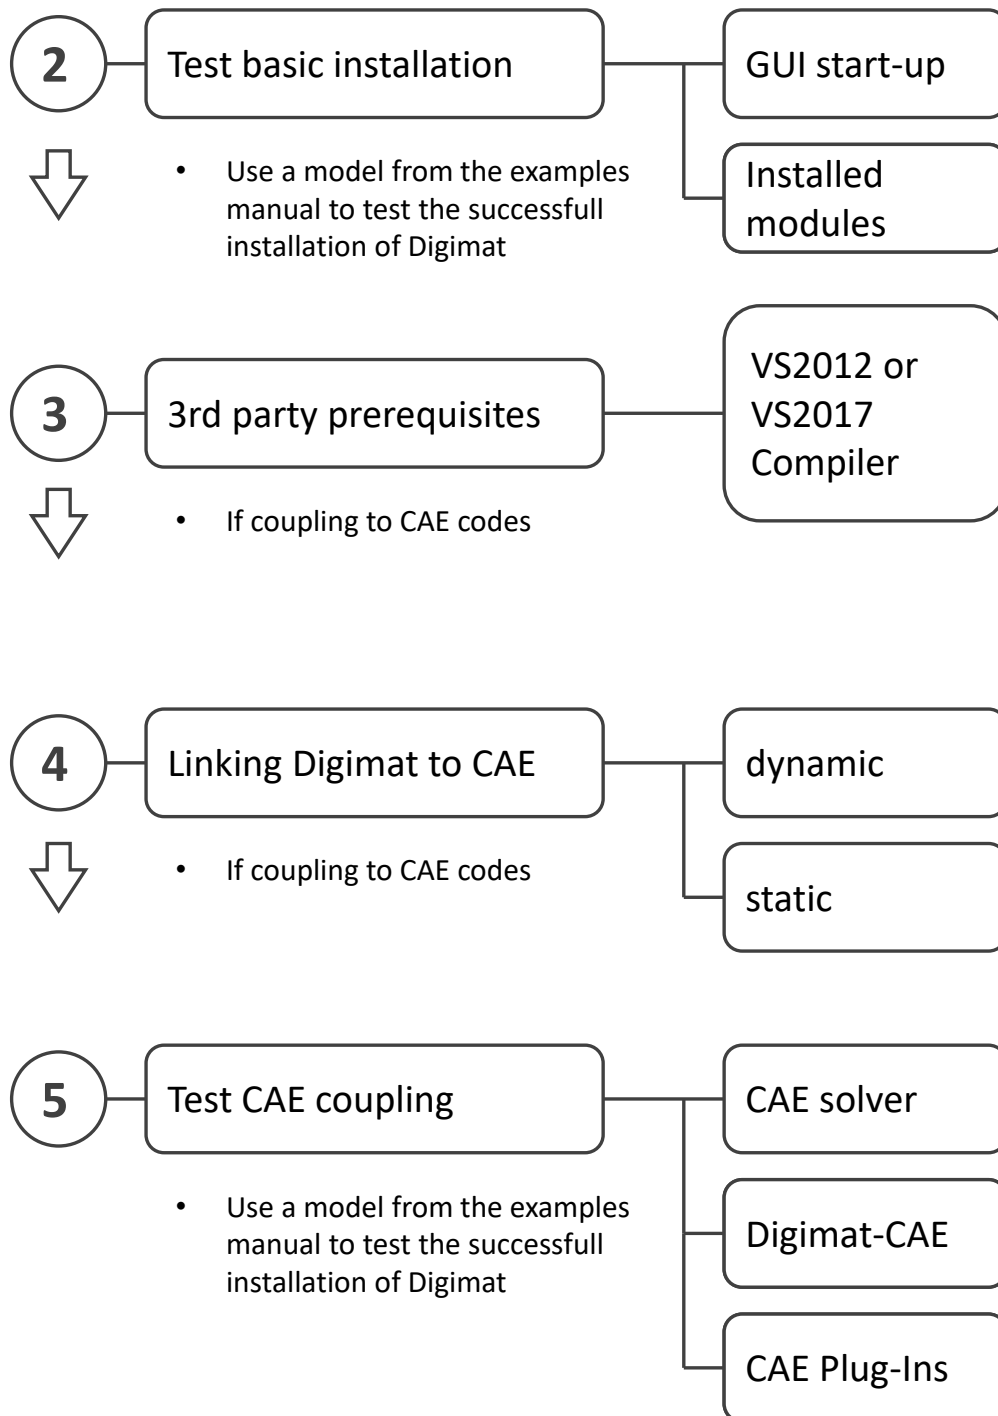 2
Test basic installation
GUI start-up
• Use a model from the examples
manual to test the successfull
installation of Digimat
Installed
modules
3
3rd party prerequisites
VS2012 or
VS2017
Compiler
• If coupling to CAE codes
4
Linking Digimat to CAE
dynamic
• If coupling to CAE codes
static
5
Test CAE coupling
CAE solver
• Use a model from the examples
manual to test the successfull
installation of Digimat
Digimat-CAE
CAE Plug-Ins